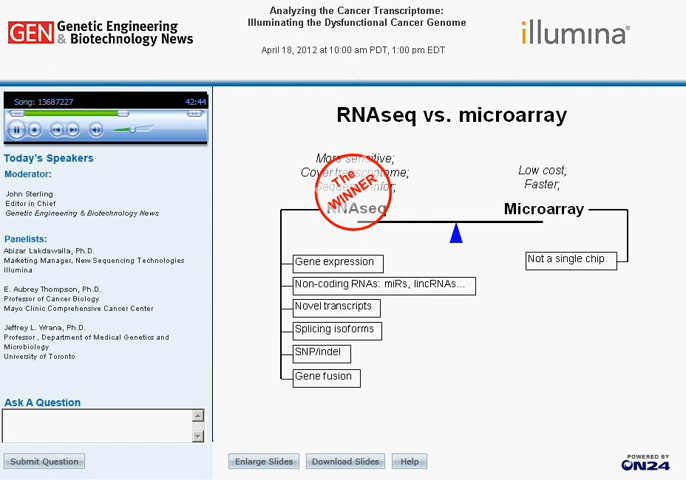 GEN Genetic Engineering
& Biotechnology News
Analyzing the Cancer Transcriptome:
Illuminating the Dysfunctional Cancer Genome
April 18, 2012 at 10:00 am PDT, 1:00 pm EDT
illumina®
Song: 13687227 42:44
Today's Speakers
Moderator:
John Sterling
Editor in Chief
Genetic Engineering & Biotechnology News
Panelists:
Abizar Lakdawalla, Ph.D.
Marketing Manager, New Sequencing Technologies
Illumina
E. Aubrey Thompson, Ph.D.
Professor of Cancer Biology
Mayo Clinic Comprehensive Cancer Center
Jeffrey L. Wrana, Ph.D.
Professor , Department of Medical Genetics and
Microbiology
University of Toronto
Ask A Question
Submit Question
RNAseq vs. microarray
More sensitive;
Cover transcriptome;
Sequence infor;
The
WINNER
RNAseq
Low cost;
Faster;
Microarray
Gene expression
Non-coding RNAs: miRs, lincRNAs...
Novel transcripts
Splicing isoforms
SNP/indel
Gene fusion
Not a single chip
Enlarge Slides
Download Slides
Help
POWERED BY
ON24